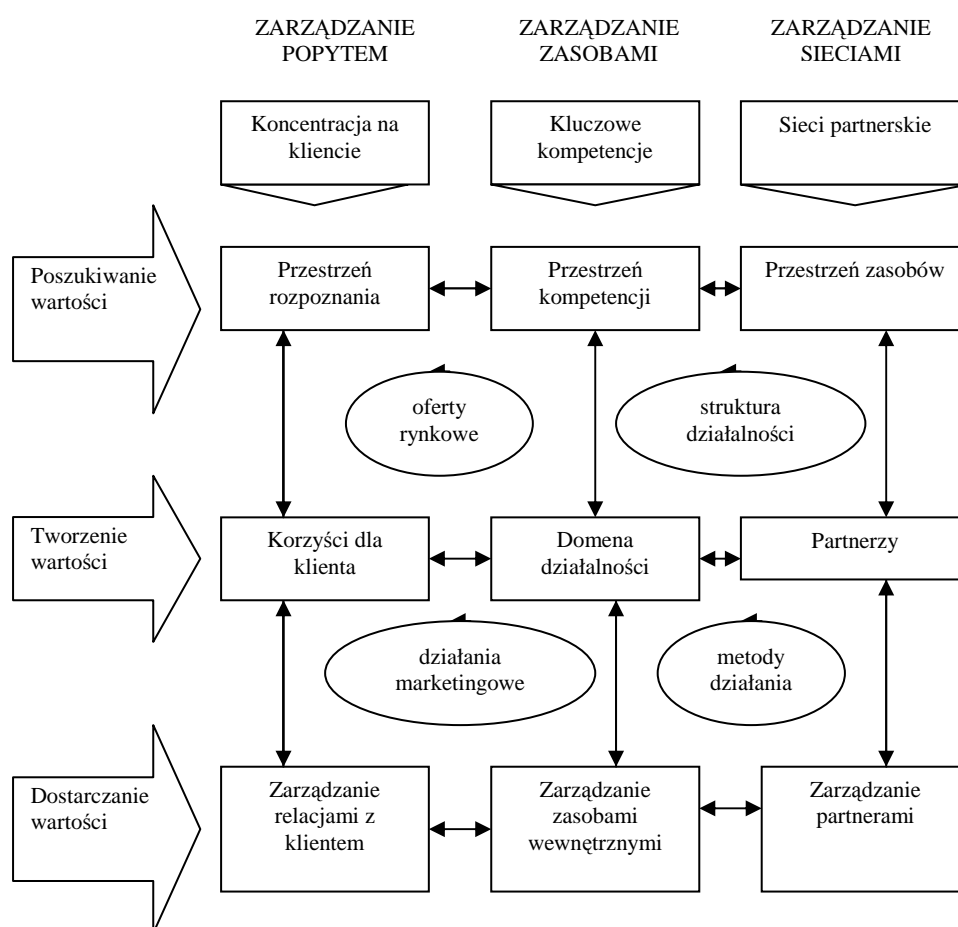 ZARZĄDZANIE
POPYTEM
ZARZĄDZANIE
ZASOBAMI
ZARZĄDZANIE
SIECIAMI
Koncentracja na
kliencie
Kluczowe
kompetencje
Sieci partnerskie
Poszukiwanie
wartości
Przestrzeń
rozpoznania
Przestrzeń
kompetencji
Przestrzeń zasobów
oferty
rynkowe
struktura
działalności
Tworzenie
wartości
Korzyści dla
klienta
Domena
działalności
Partnerzy
działania
marketingowe
metody
działania
Dostarczanie
wartości
Zarządzanie
relacjami z
klientem
Zarządzanie
zasobami
wewnętrznymi
Zarządzanie
partnerami